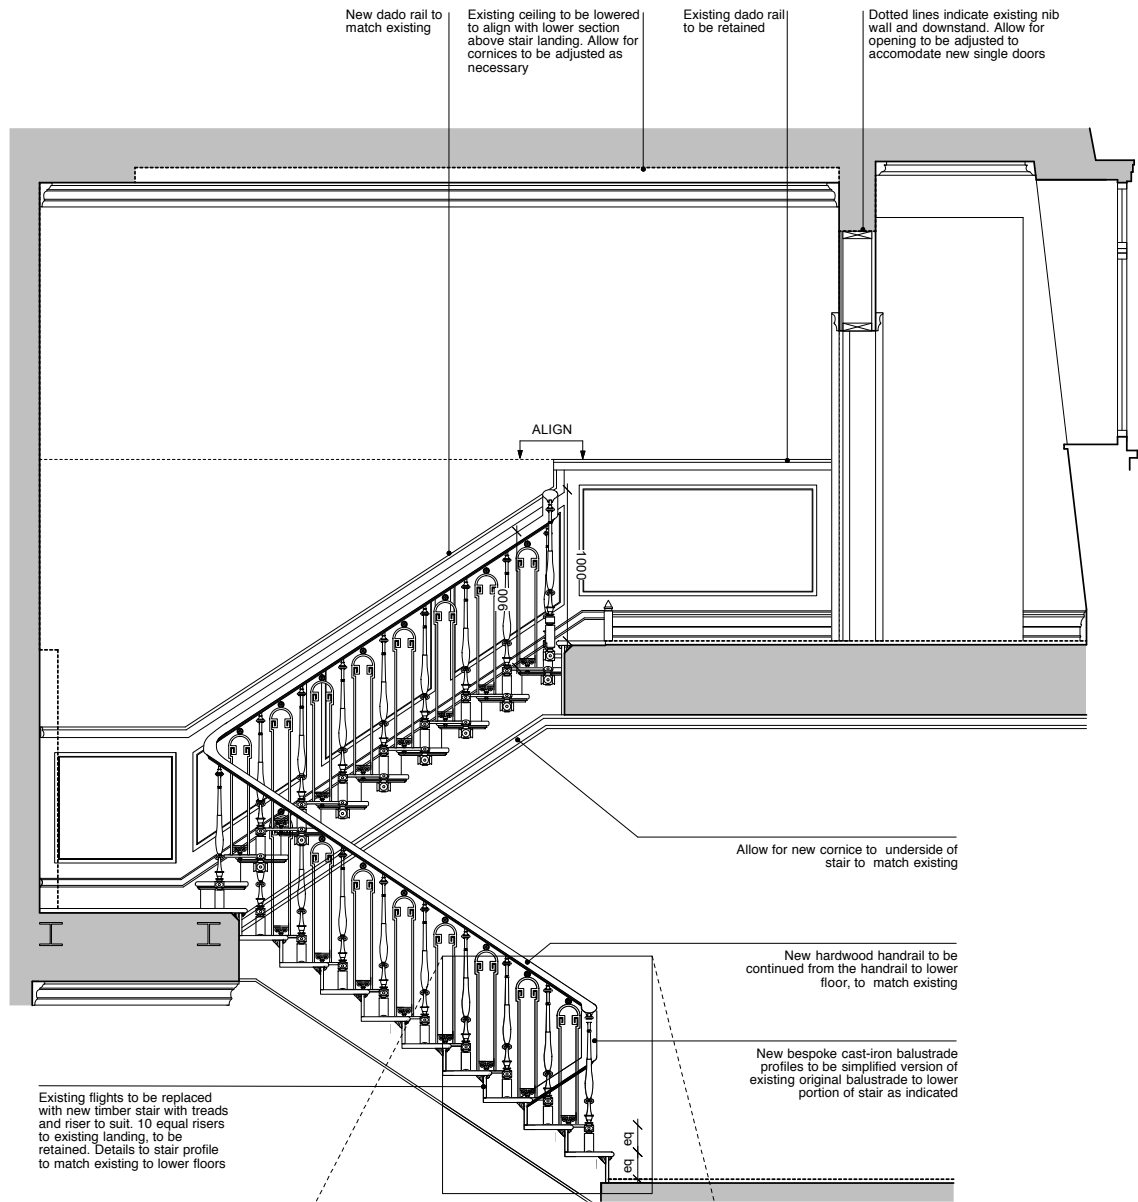 New dado rail to
match existing
Existing ceiling to be lowered
to align with lower section
above stair landing. Allow for
cornices to be adjusted as
necessary
Existing dado rail
to be retained
Dotted lines indicate existing nib
wall and downstand. Allow for
opening to be adjusted to
accomodate new single doors
ALIGN
1000
900
Allow for new cornice to underside of
stair to match existing
New hardwood handrail to be
continued from the handrail to lower
floor, to match existing
New bespoke cast-iron balustrade
profiles to be simplified version of
existing original balustrade to lower
portion of stair as indicated
Existing flights to be replaced
with new timber stair with treads
and riser to suit. 10 equal risers
to existing landing, to be
retained. Details to stair profile
to match existing to lower floors
eq
eq